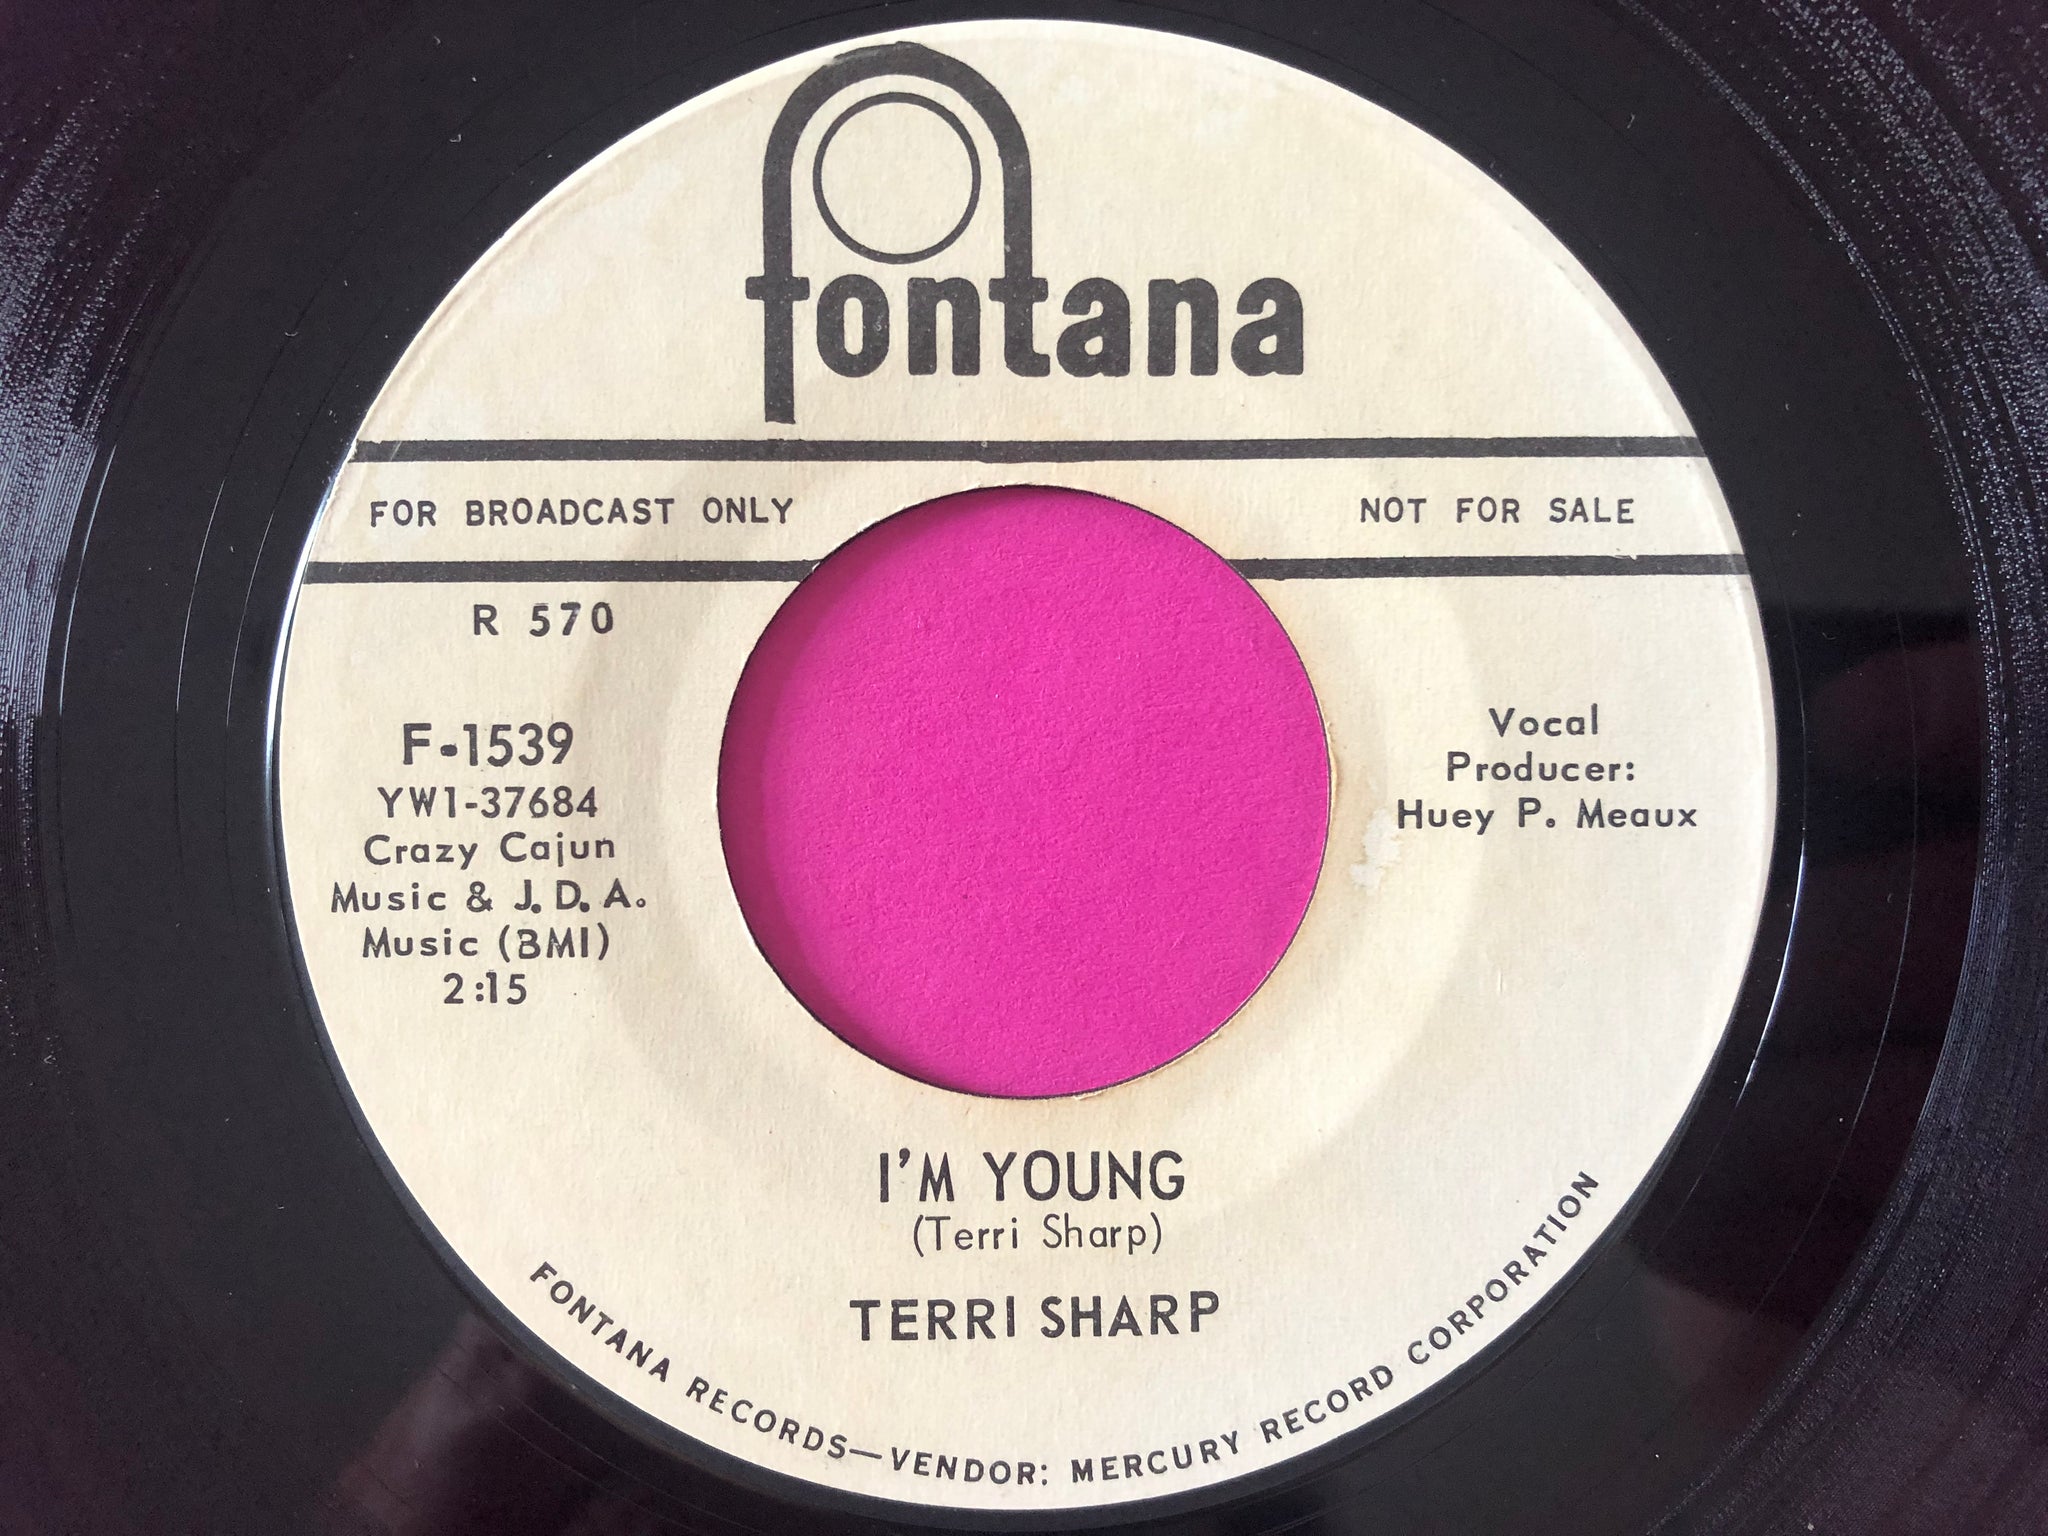 fontana
FOR BROADCAST ONLY
NOT FOR SALE
R 570
F-1539
YW1-37684
Crazy Cajun
Music & J. D. A.
Music (BMI)
2:15
Vocal
Producer:
Huey P. Meaux
I'M YOUNG
(Terri Sharp)
TERRI SHARP
FONTANA RECORDS—VENDOR: MERCURY RECORD CORPORATION